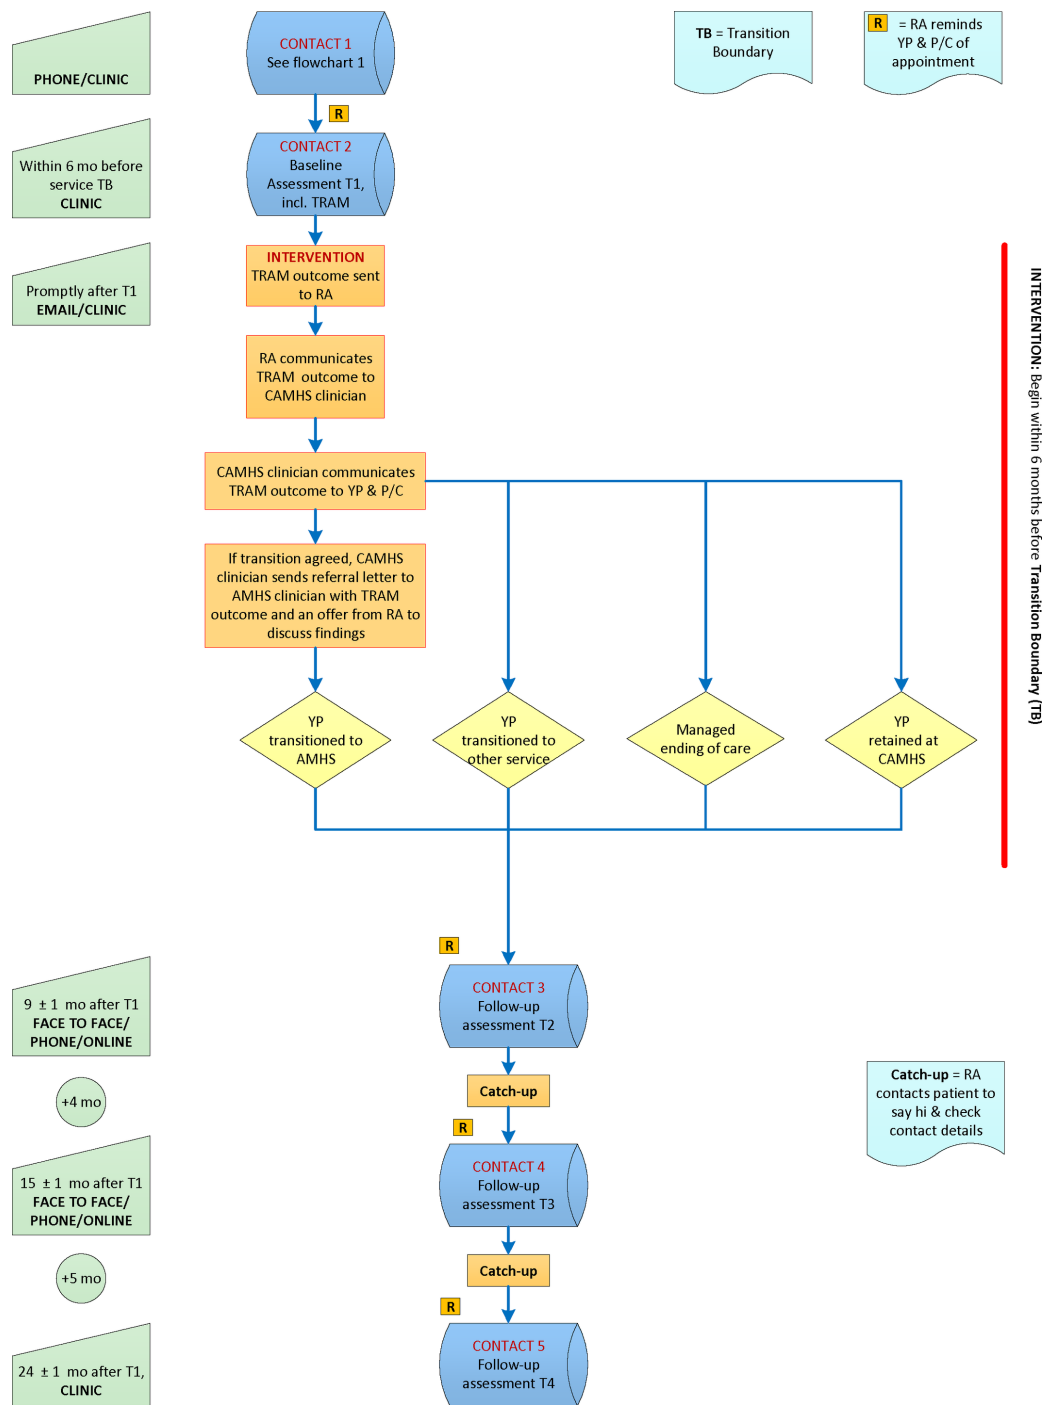 PHONE/CLINIC
CONTACT 1
See flowchart 1
TB = Transition
Boundary
R = RA reminds
YP & P/C of
appointment
R
Within 6 mo before
service TB
CLINIC
CONTACT 2
Baseline
Assessment T1,
incl. TRAM
Promptly after T1
EMAIL/CLINIC
INTERVENTION
TRAM outcome sent
to RA
RA communicates
TRAM outcome to
CAMHS clinician
CAMHS clinician communicates
TRAM outcome to YP & P/C
If transition agreed, CAMHS
clinician sends referral letter to
AMHS clinician with TRAM
outcome and an offer from RA to
discuss findings
YP
transitioned to
AMHS
YP
transitioned to
other service
Managed
ending of care
YP
retained at
CAMHS
INTERVENTION: Begin within 6 months before Transition Boundary (TB)
R
9 ± 1 mo after T1
FACE TO FACE/
PHONE/ONLINE
CONTACT 3
Follow-up
assessment T2
+4 mo
Catch-up
Catch-up = RA
contacts patient to
say hi & check
contact details
R
15 ± 1 mo after T1
FACE TO FACE/
PHONE/ONLINE
CONTACT 4
Follow-up
assessment T3
+5 mo
Catch-up
R
24 ± 1 mo after T1,
CLINIC
CONTACT 5
Follow-up
assessment T4